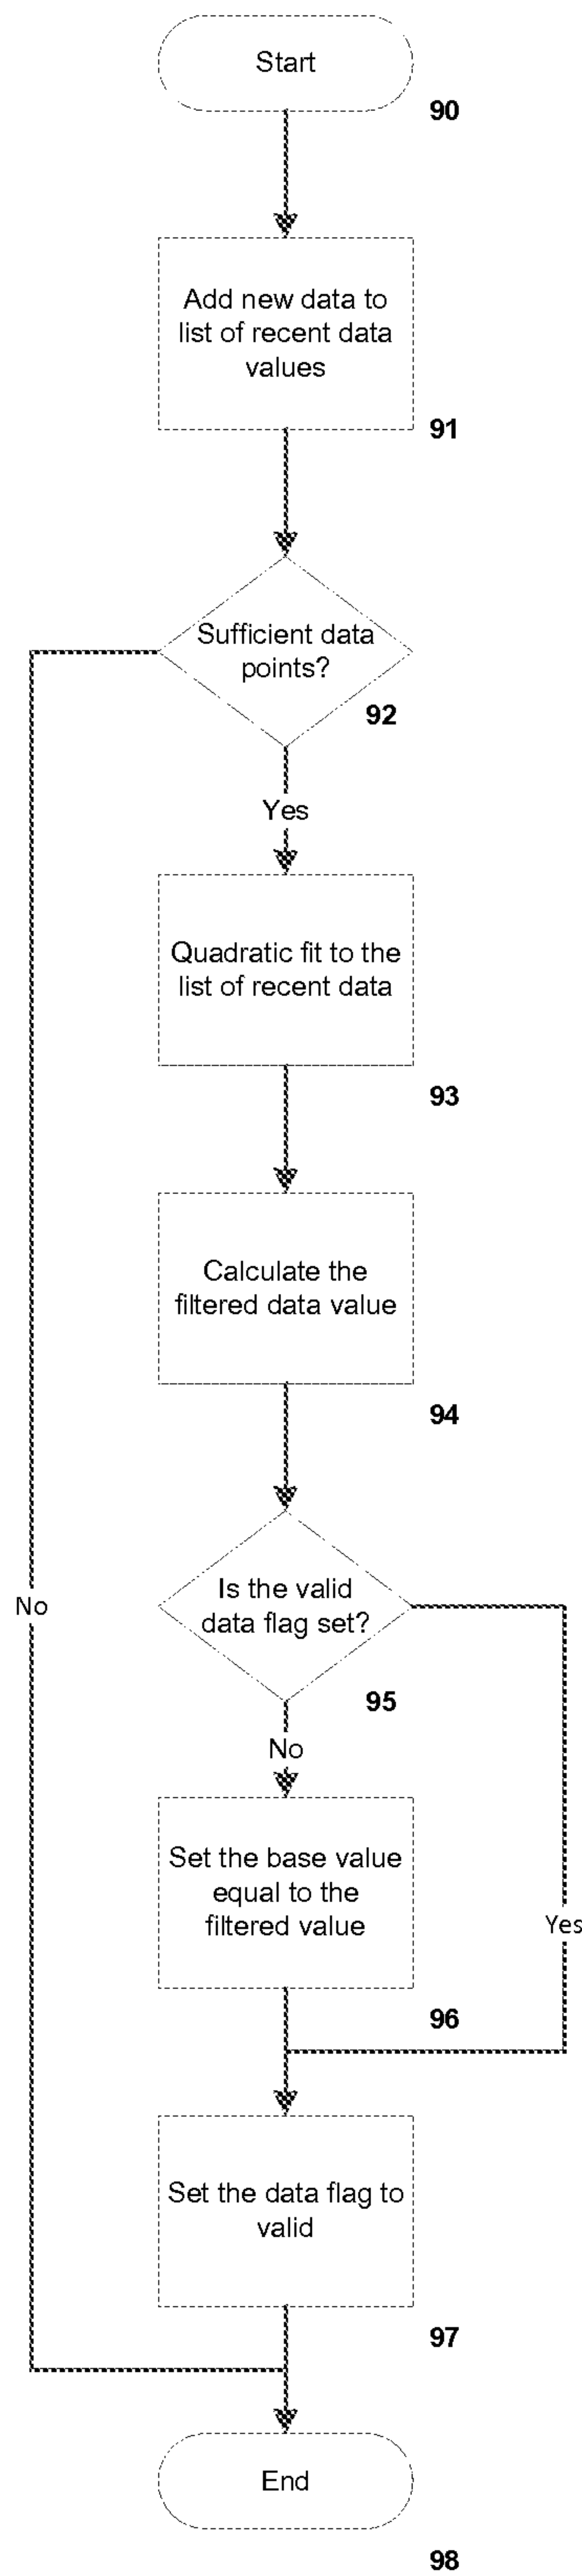 Start
90
Add new data to
list of recent data
values
91
Sufficient data
points?
92
Yes
Quadratic fit to the
list of recent data
93
Calculate the
filtered data value
94
Is the valid
data flag set?
No
95
No
Set the base value
equal to the
filtered value
Yes
96
Set the data flag to
valid
97
End
98